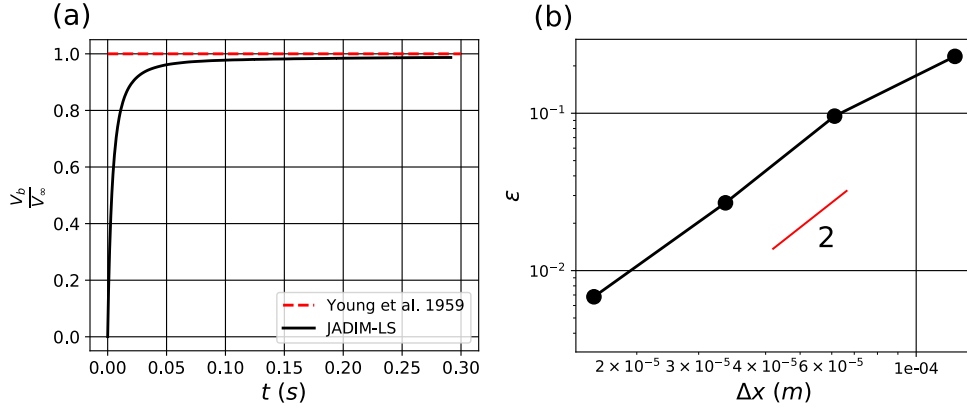 (a)
1.0
0.8
0.6
0.4
0.2
0.0
V_b
V_∞
Young et al. 1959
JADIM-LS
0.00 0.05 0.10 0.15 0.20 0.25 0.30
t (s)
(b)
10⁻¹
10⁻²
ε
2
2 × 10⁻⁵ 3 × 10⁻⁵ 4 × 10⁻⁵ 6 × 10⁻⁵ 1e-04
Δx (m)